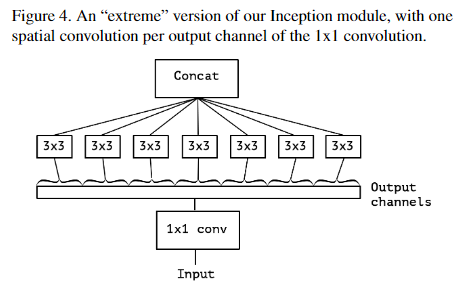 Figure 4. An “extreme” version of our Inception module, with one
spatial convolution per output channel of the 1x1 convolution.
Concat
3x3 3x3 3x3 3x3 3x3 3x3 3x3
Output
channels
1x1 conv
Input